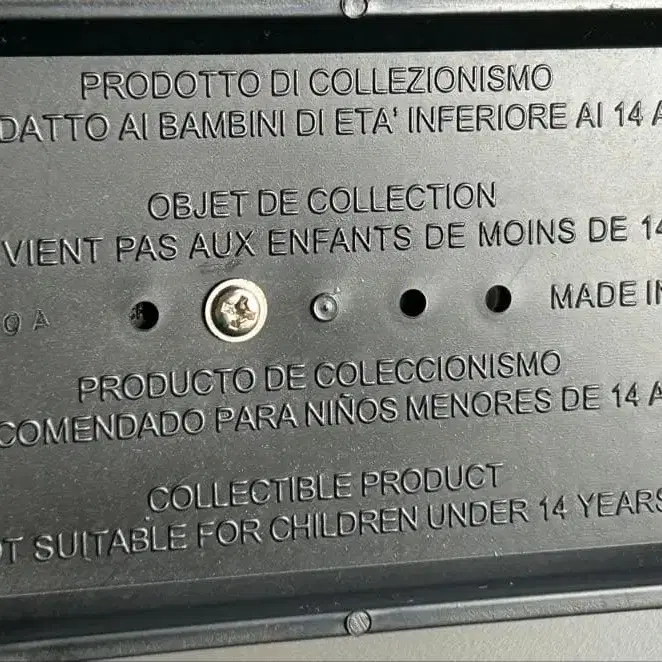 PRODOTTO DI COLLEZIONISMO
DATTO AI BAMBINI DI ETA' INFERIORE AI 14 A
OBJET DE COLLECTION
VIENT PAS AUX ENFANTS DE MOINS DE 14
Q A
MADE IN
PRODUCTO DE COLECCIONISMO
COMENDADO PARA NIÑOS MENORES DE 14 A
COLLECTIBLE PRODUCT
OT SUITABLE FOR CHILDREN UNDER 14 YEARS